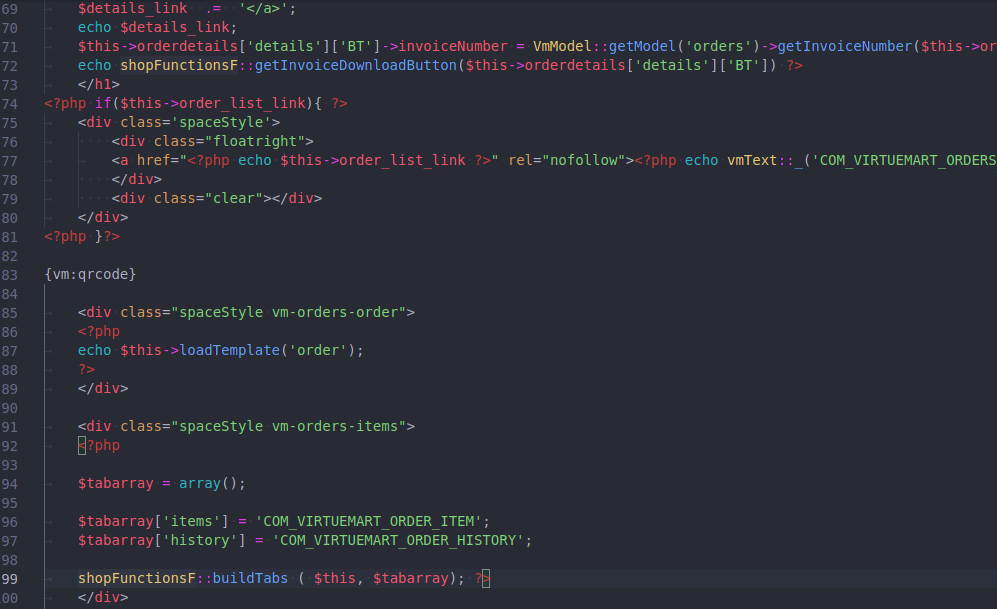 69 $details_link .= '</a>';
70 echo $details_link;
71 $this->orderdetails['details']['BT']->invoiceNumber = VmModel::getModel('orders')->getInvoiceNumber($this->or
72 echo shopFunctionsF::getInvoiceDownloadButton($this->orderdetails['details']['BT']) ?>
73 </h1>
74 <?php if($this->order_list_link){ ?>
75 <div class='spaceStyle'>
76 <div class="floatright">
77 <a href="<?php echo $this->order_list_link ?>" rel="nofollow"><?php echo vmText::_('COM_VIRTUEMART_ORDERS
78 </div>
79 <div class="clear"></div>
80 </div>
81 <?php }?>
82
83 {vm:qrcode}
84
85 <div class="spaceStyle vm-orders-order">
86 <?php
87 echo $this->loadTemplate('order');
88 ?>
89 </div>
90
91 <div class="spaceStyle vm-orders-items">
92 <?php
93
94 $tabarray = array();
95
96 $tabarray['items'] = 'COM_VIRTUEMART_ORDER_ITEM';
97 $tabarray['history'] = 'COM_VIRTUEMART_ORDER_HISTORY';
98
99 shopFunctionsF::buildTabs ( $this, $tabarray); ?>
00 </div>